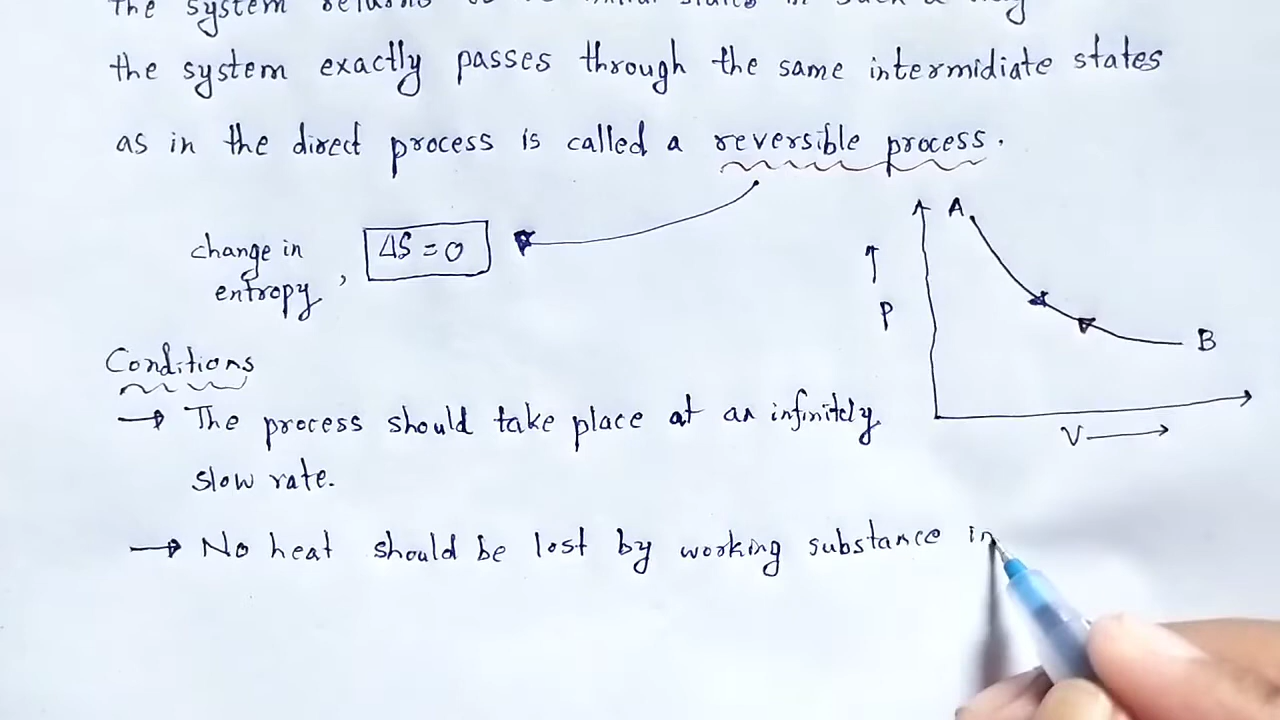 The system
the system exactly passes through the same intermidiate states
as in the direct process is called a reversible process.
change in
entropy, ΔS = 0
A
P
B
V
Conditions
→ The process should take place at an infinitely
slow rate.
→ No heat should be lost by working substance in